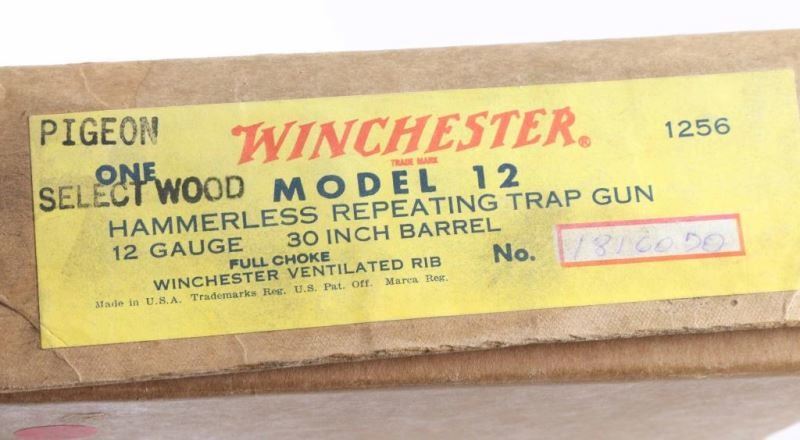 PIGEON
WINCHESTER®
TRADE MARK
1256
ONE
SELECT WOOD
MODEL 12
HAMMERLESS REPEATING TRAP GUN
12 GAUGE 30 INCH BARREL
FULL CHOKE
No. 1816050
WINCHESTER VENTILATED RIB
Made in U.S.A. Trademarks Reg. U.S. Pat. Off. Marca Reg.